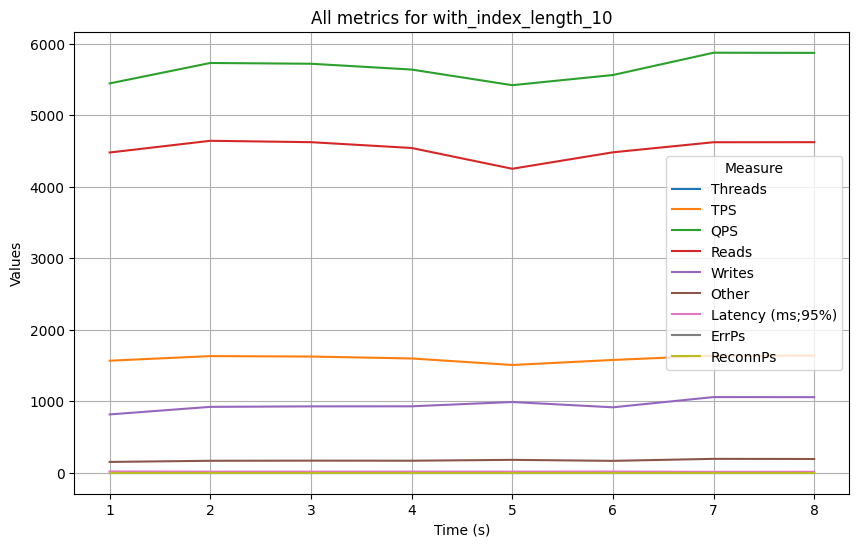 All metrics for with_index_length_10
Values
6000
5000
4000
3000
2000
1000
0
Measure
Threads
TPS
QPS
Reads
Writes
Other
Latency (ms;95%)
ErrPs
ReconnPs
1 2 3 4 5 6 7 8
Time (s)